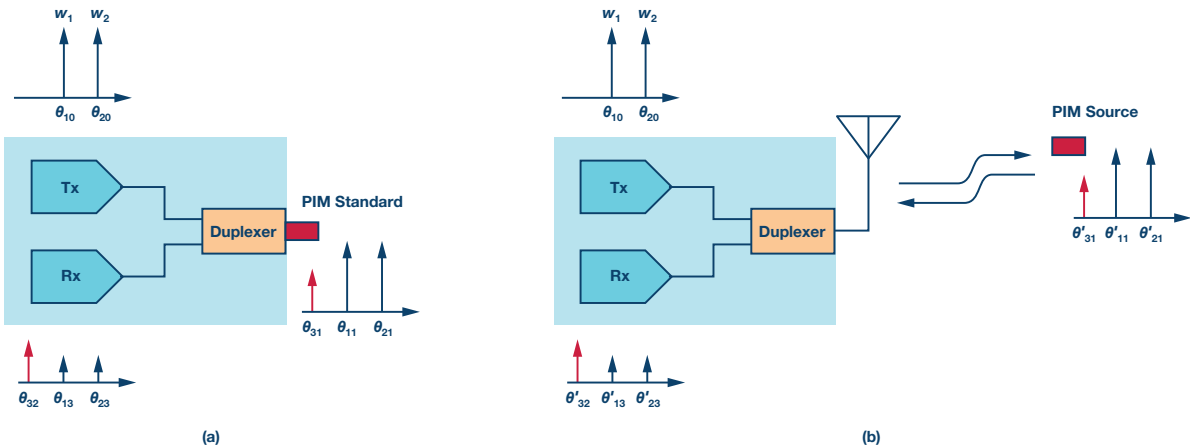 w₁ w₂
θ₁₀ θ₂₀
Tx
Rx
Duplexer
PIM Standard
θ₃₁ θ₁₁ θ₂₁
θ₃₂ θ₁₃ θ₂₃
(a)
w₁ w₂
θ₁₀ θ₂₀
Tx
Rx
Duplexer
PIM Source
θ′₃₁ θ′₁₁ θ′₂₁
θ′₃₂ θ′₁₃ θ′₂₃
(b)